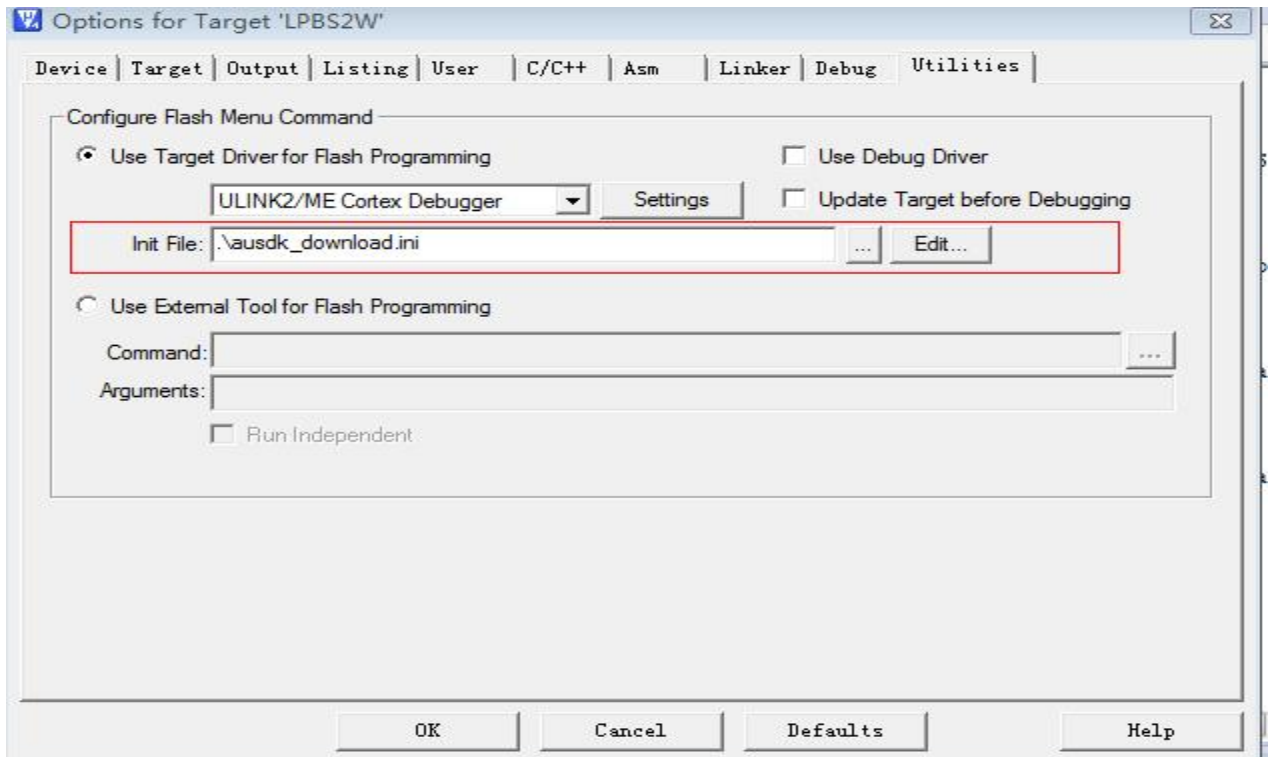 Options for Target 'LPBS2W'
Device Target Output Listing User C/C++ Asm Linker Debug Utilities
Configure Flash Menu Command
Use Target Driver for Flash Programming Use Debug Driver
ULINK2/ME Cortex Debugger Settings Update Target before Debugging
Init File: .\ausdk_download.ini ... Edit...
Use External Tool for Flash Programming
Command: ...
Arguments:
Run Independent
OK Cancel Defaults Help